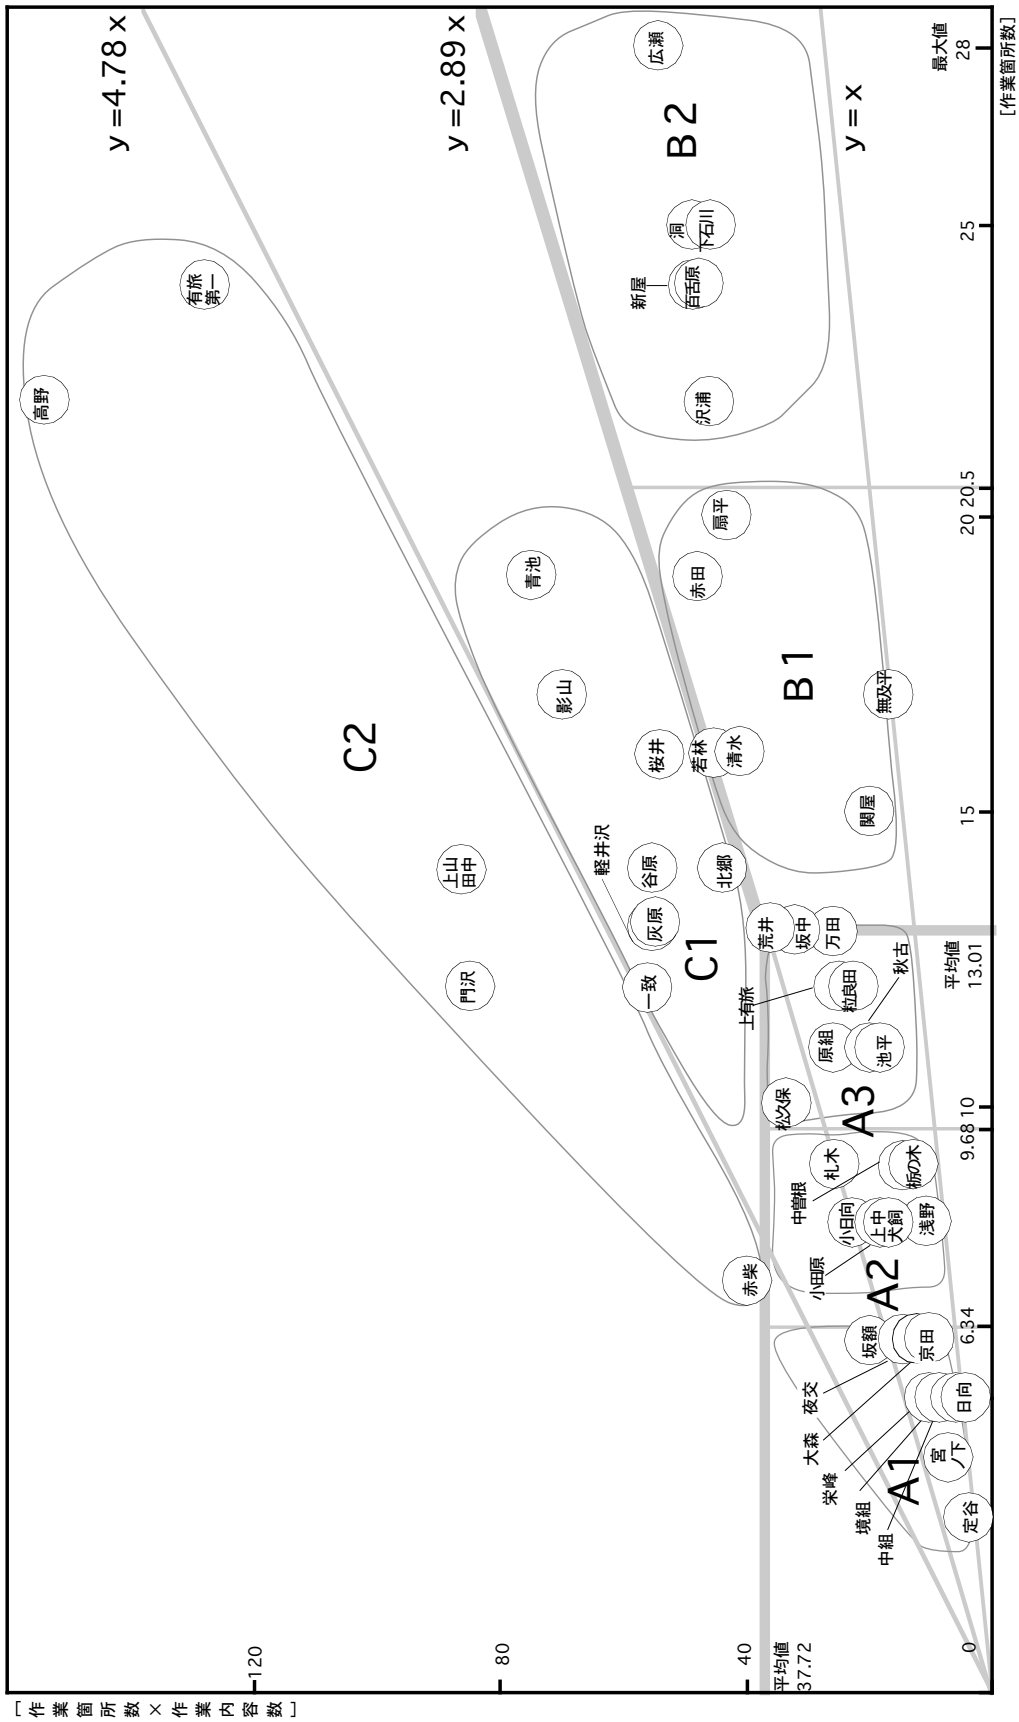 [作業箇所数×作業内容数]
120
80
40
平均値
37.72
0
y=4.78x
y=2.89x
y=x
最大値
28
[作業箇所数]
25
20.5
20
15
平均値
13.01
10
9.68
6.34
C2
高野
有旅
第一
上山
田中
門沢
赤柴
C1
青池
影山
桜井
若林
軽井沢
谷原
灰原
北郷
一致
B2
広瀬
洞
下石川
新屋
百舌原
沢浦
B1
扇平
赤田
無及平
清水
関屋
A3
荒井
坂中
万田
上有旅
粒良田
秋古
原組
池平
松久保
A2
札木
中曽根
栃の木
小日向
上中
犬飼
浅野
小田原
A1
坂額
京田
夜交
大森
栄峰
境組
中組
日向
宮
ノ下
定谷